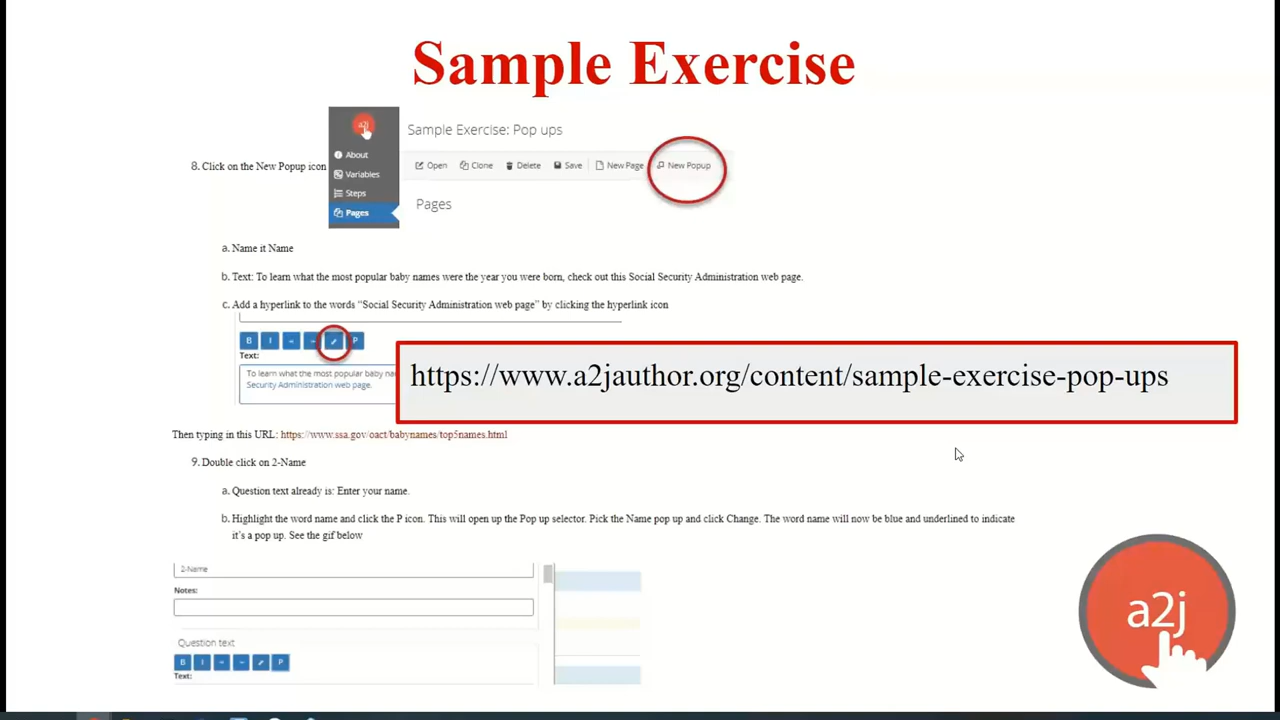 Sample Exercise
a2j
Sample Exercise: Pop ups
About
8. Click on the New Popup icon
Open Clone Delete Save New Page New Popup
Variables
Steps
Pages
Pages
a. Name it Name
b. Text: To learn what the most popular baby names were the year you were born, check out this Social Security Administration web page.
c. Add a hyperlink to the words “Social Security Administration web page” by clicking the hyperlink icon
B I P
Text:
To learn what the most popular baby na
Security Administration web page.
https://www.a2jauthor.org/content/sample-exercise-pop-ups
Then typing in this URL: https://www.ssa.gov/oact/babynames/top5names.html
9. Double click on 2-Name
a. Question text already is: Enter your name.
b. Highlight the word name and click the P icon. This will open up the Pop up selector. Pick the Name pop up and click Change. The word name will now be blue and underlined to indicate
it’s a pop up. See the gif below
2-Name
Notes:
Question text
B I P
Text:
a2j